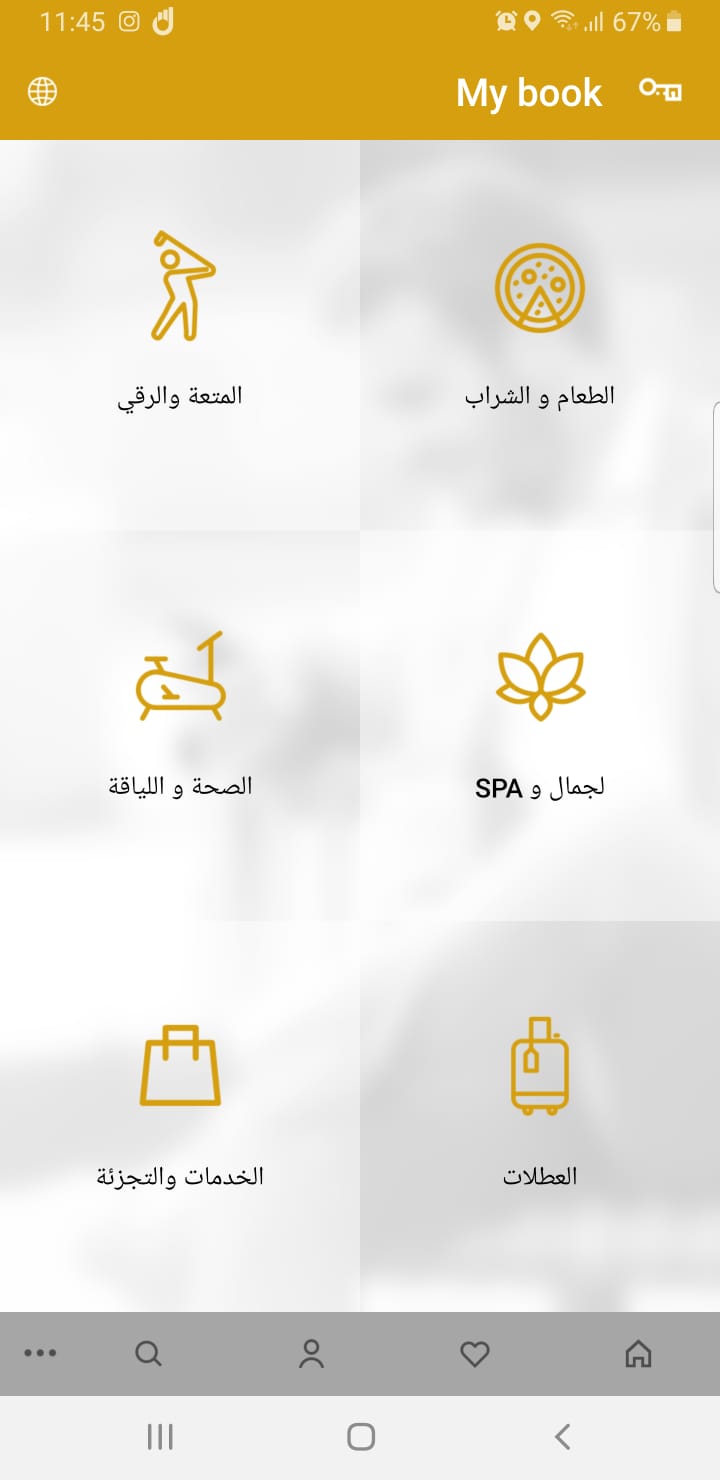 11:45
67%
My book
الطعام و الشراب
المتعة والرقي
لجمال و SPA
الصحة و اللياقة
العطلات
الخدمات والتجزئة